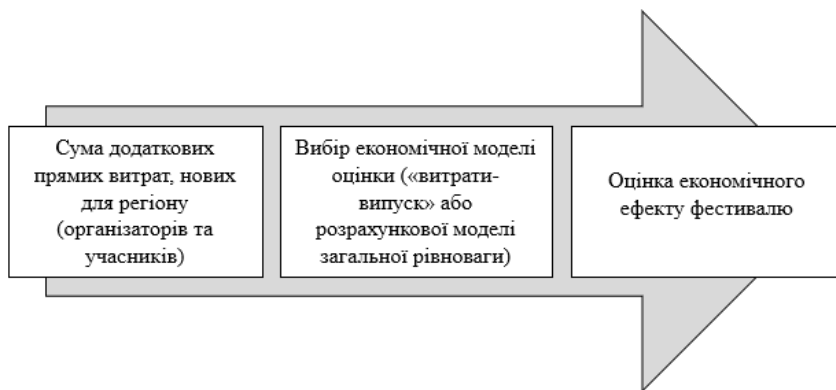 Сума додаткових
прямих витрат, нових
для регіону
(організаторів та
учасників)
Вибір економічної моделі
оцінки («витрати-
випуск» або
розрахункової моделі
загальної рівноваги)
Оцінка економічного
ефекту фестивалю